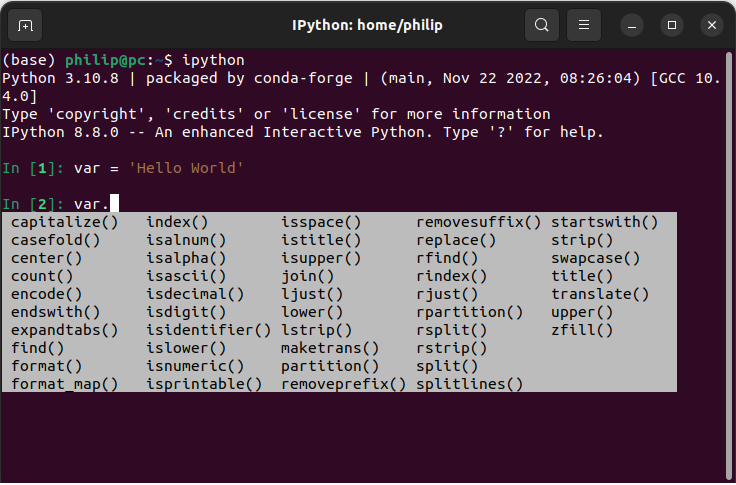 IPython: home/philip
(base) philip@pc:~$ ipython
Python 3.10.8 | packaged by conda-forge | (main, Nov 22 2022, 08:26:04) [GCC 10.
4.0]
Type 'copyright', 'credits' or 'license' for more information
IPython 8.8.0 -- An enhanced Interactive Python. Type '?' for help.
In [1]: var = 'Hello World'
In [2]: var.
capitalize() index() isspace() removesuffix() startswith()
casefold() isalnum() istitle() replace() strip()
center() isalpha() isupper() rfind() swapcase()
count() isascii() join() rindex() title()
encode() isdecimal() ljust() rjust() translate()
endswith() isdigit() lower() rpartition() upper()
expandtabs() isidentifier() lstrip() rsplit() zfill()
find() islower() maketrans() rstrip()
format() isnumeric() partition() split()
format_map() isprintable() removeprefix() splitlines()